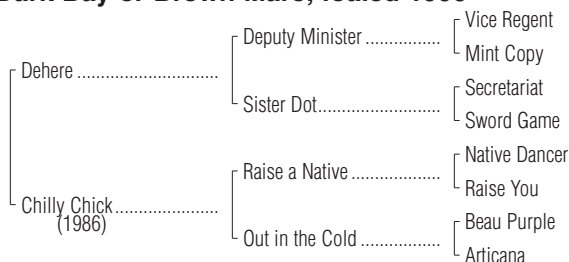 Dark Bay or Brown Mare; foaled
Vice Regent
Deputy Minister ................
Mint Copy
Dehere ..............................
Secretariat
Sister Dot..........................
Sword Game
Native Dancer
Raise a Native ...................
Raise You
Chilly Chick ......................
(1986)
Beau Purple
Out in the Cold .................
Articana